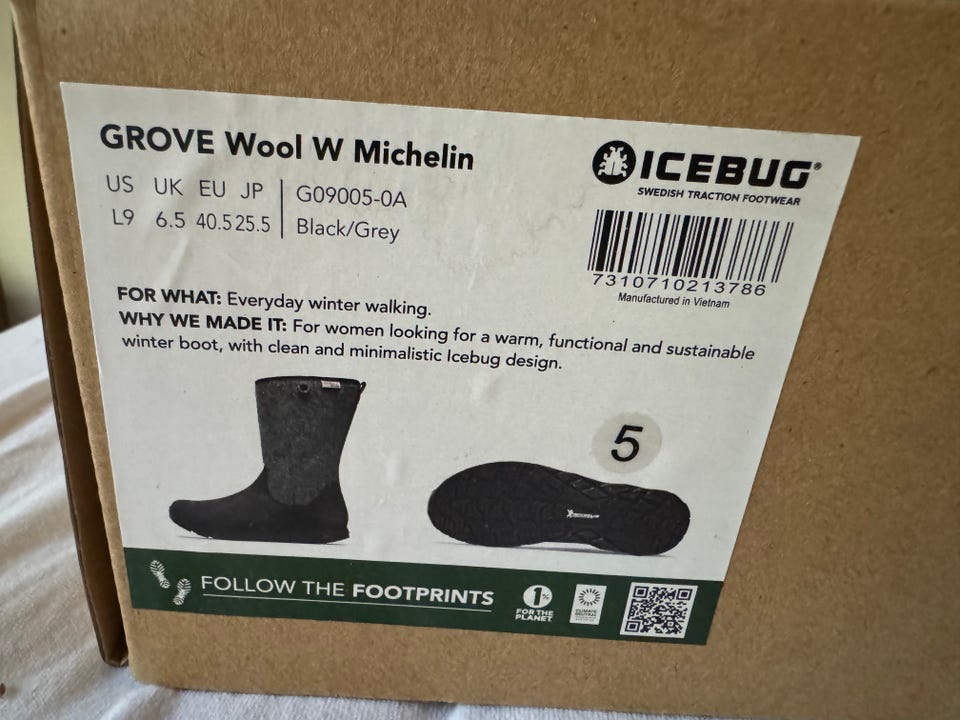 GROVE Wool W Michelin
US UK EU JP
L9 6.5 40.5 25.5
G09005-0A
Black/Grey
ICEBUG®
SWEDISH TRACTION FOOTWEAR
7310710213786
Manufactured in Vietnam
FOR WHAT: Everyday winter walking.
WHY WE MADE IT: For women looking for a warm, functional and sustainable
winter boot, with clean and minimalistic Icebug design.
5
FOLLOW THE FOOTPRINTS
1%
FOR THE
PLANET
CLIMATE
NEUTRAL